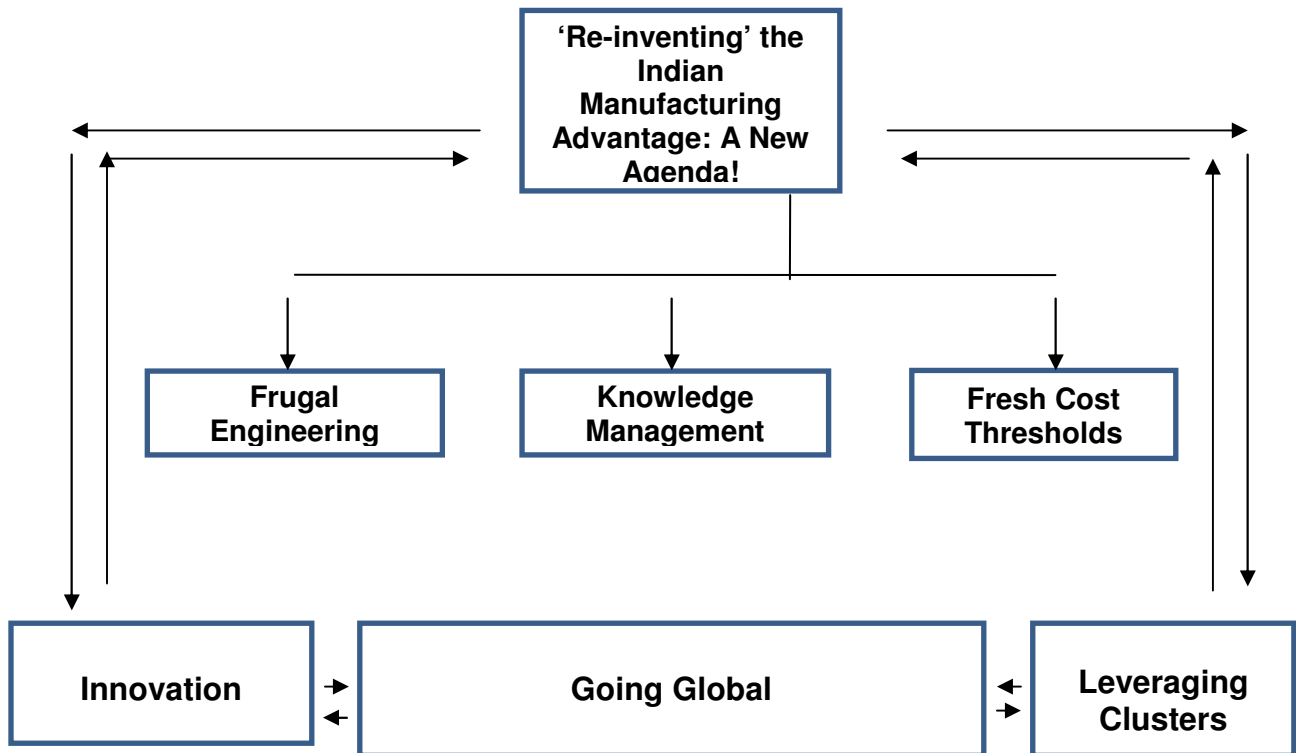 ‘Re-inventing’ the
Indian
Manufacturing
Advantage: A New
Agenda!
Frugal
Engineering
Knowledge
Management
Fresh Cost
Thresholds
Innovation
Going Global
Leveraging
Clusters